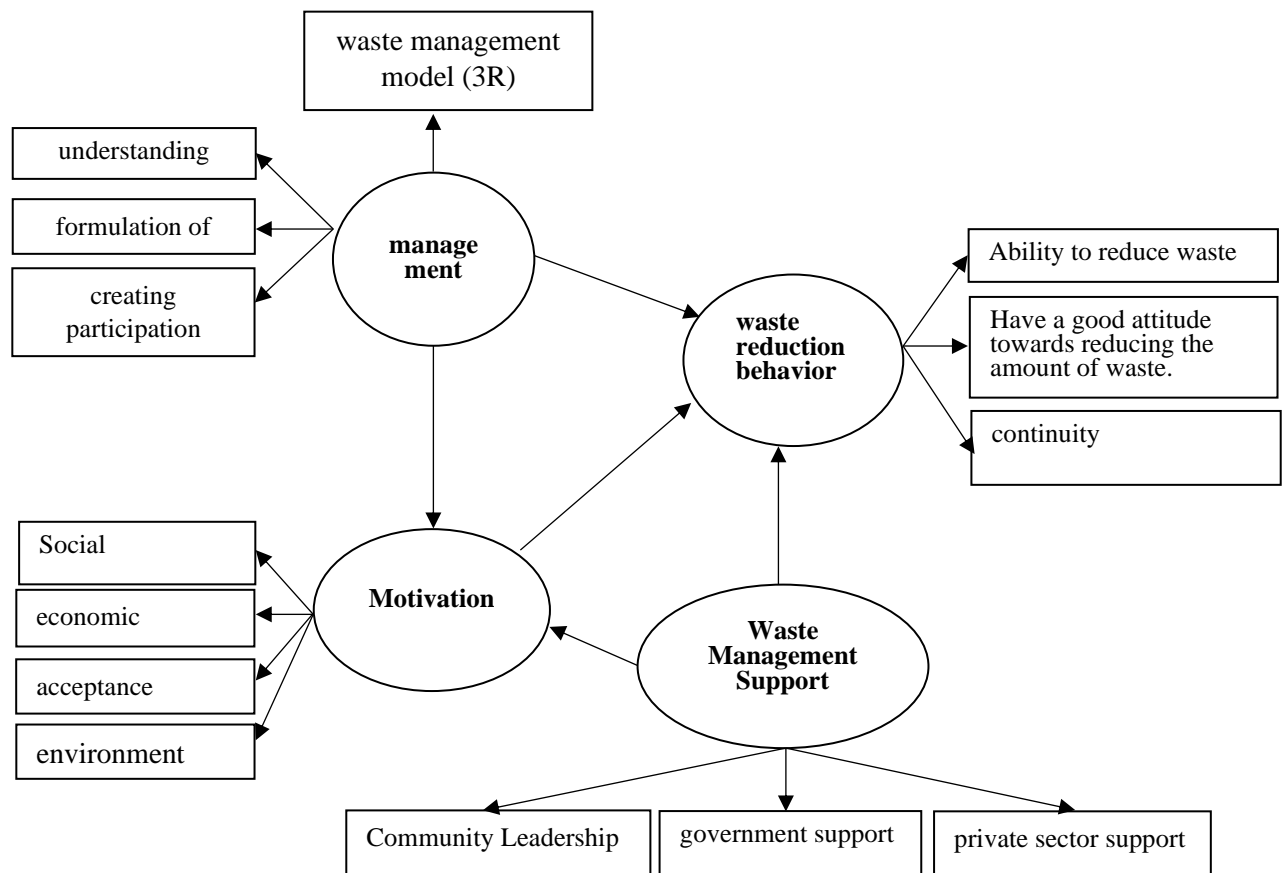 waste management
model (3R)
understanding
formulation of
creating
participation
manage
ment
Ability to reduce waste
Have a good attitude
towards reducing the
amount of waste.
continuity
waste
reduction
behavior
Social
economic
acceptance
environment
Motivation
Waste
Management
Support
Community Leadership
government support
private sector support